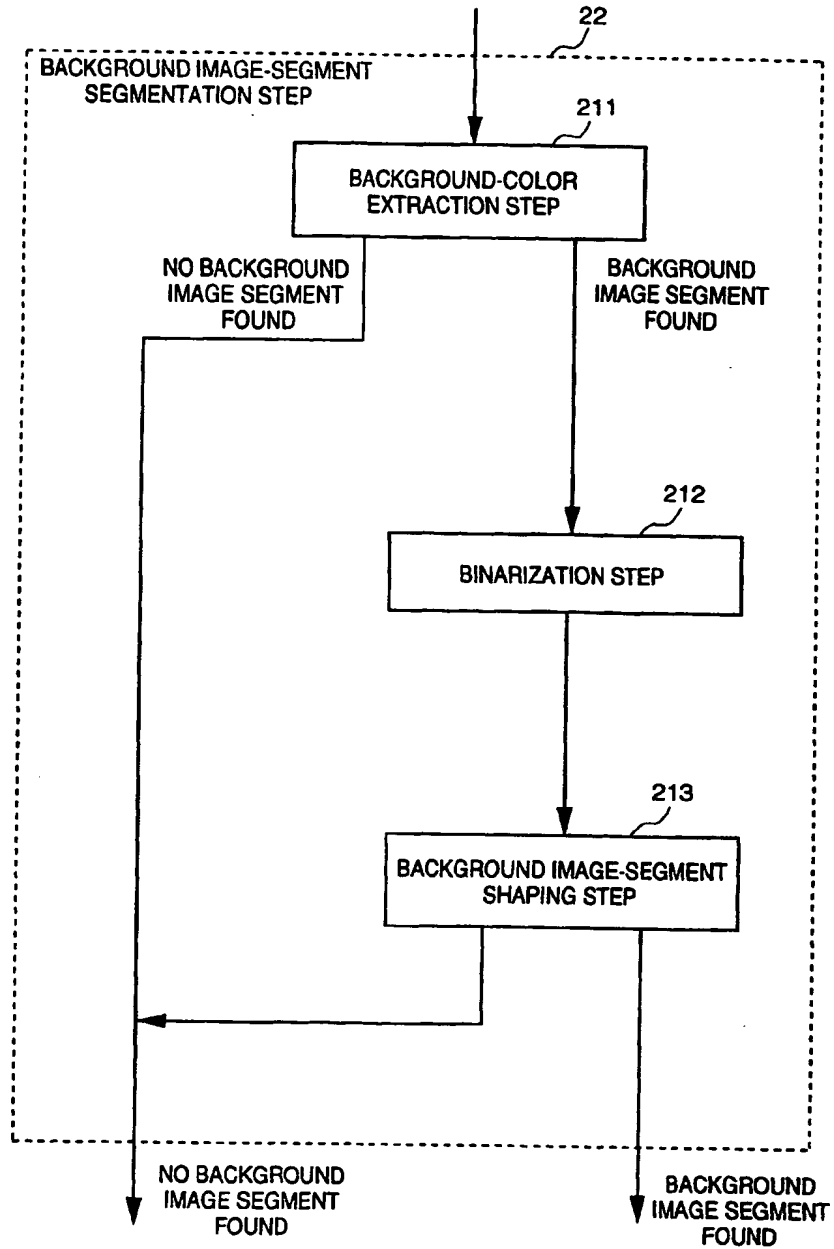 22
BACKGROUND IMAGE-SEGMENT
SEGMENTATION STEP
211
BACKGROUND-COLOR
EXTRACTION STEP
NO BACKGROUND
IMAGE SEGMENT
FOUND
BACKGROUND
IMAGE SEGMENT
FOUND
212
BINARIZATION STEP
213
BACKGROUND IMAGE-SEGMENT
SHAPING STEP
NO BACKGROUND
IMAGE SEGMENT
FOUND
BACKGROUND
IMAGE SEGMENT
FOUND